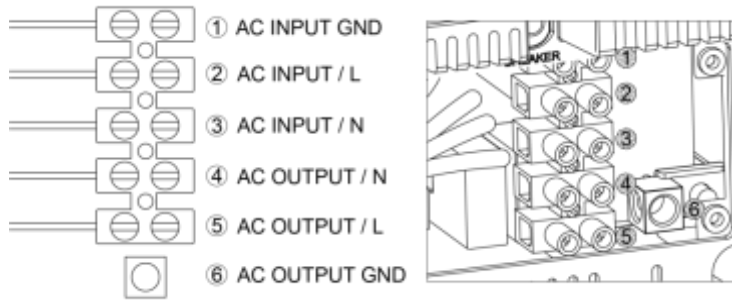 ① AC INPUT GND
② AC INPUT / L
③ AC INPUT / N
④ AC OUTPUT / N
⑤ AC OUTPUT / L
⑥ AC OUTPUT GND
①
②
③
④
⑥
⑤